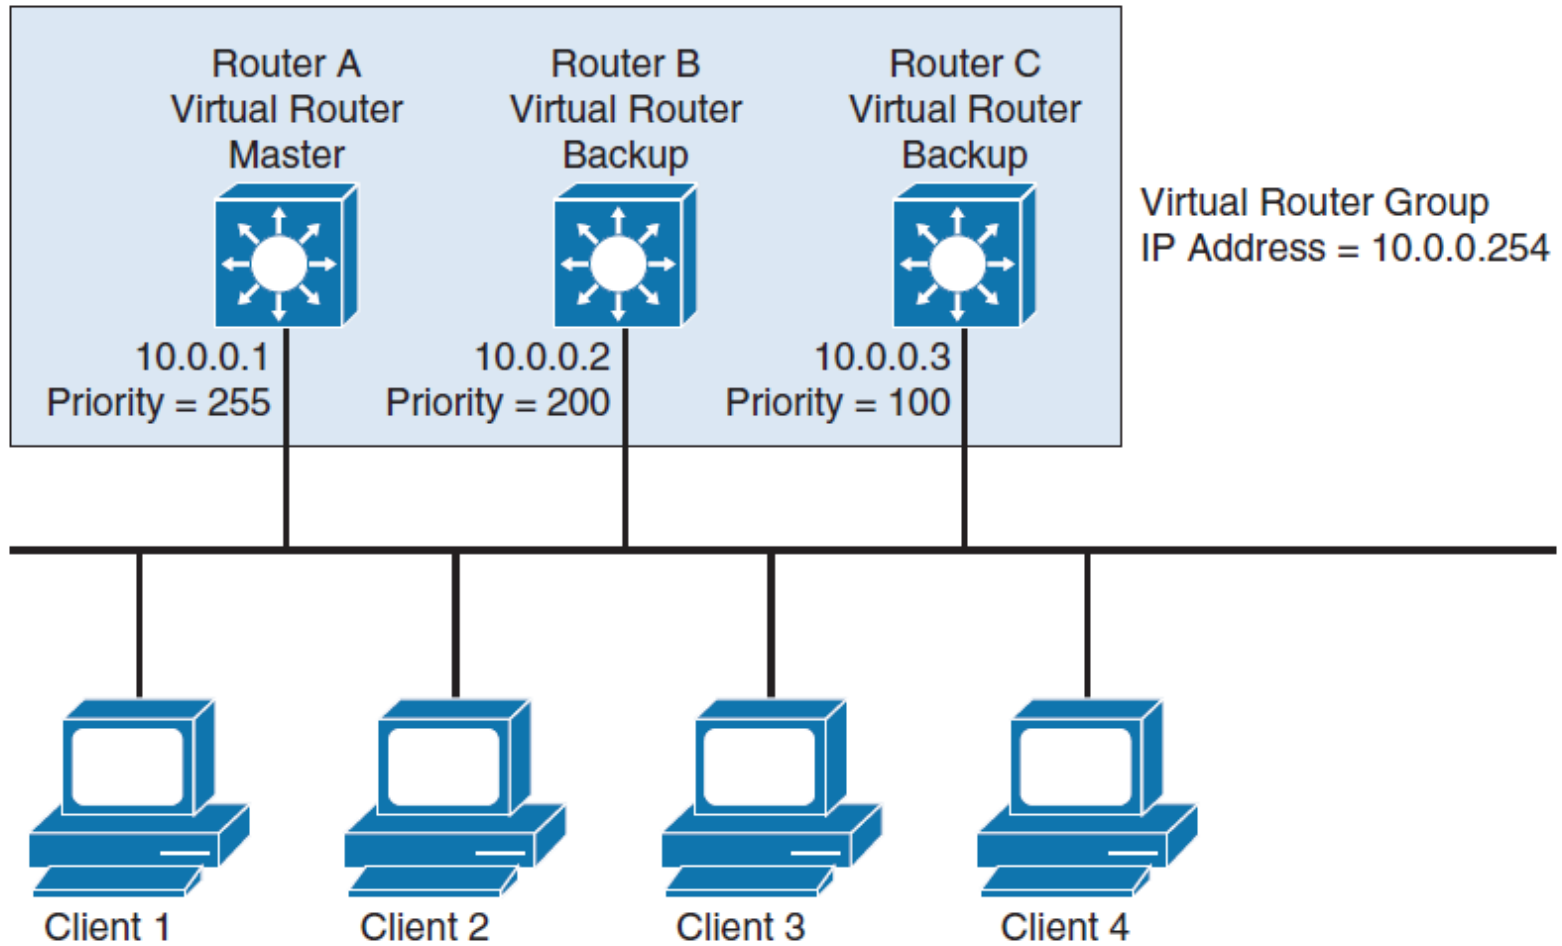 Router A
Virtual Router
Master
Router B
Virtual Router
Backup
Router C
Virtual Router
Backup
Virtual Router Group
IP Address = 10.0.0.254
10.0.0.1
Priority = 255
10.0.0.2
Priority = 200
10.0.0.3
Priority = 100
Client 1
Client 2
Client 3
Client 4